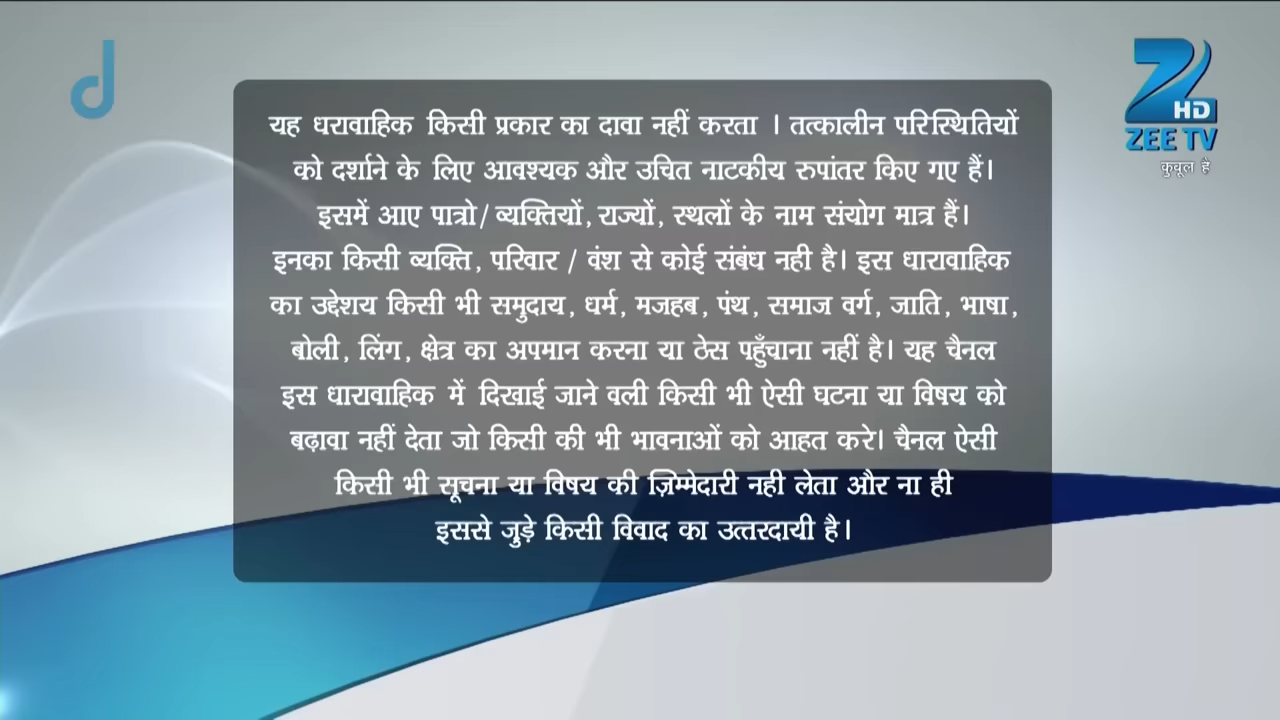 d
Z
HD
ZEE TV
कुबूल है
यह धरावाहिक किसी प्रकार का दावा नहीं करता । तत्कालीन परिस्थितियों
को दर्शाने के लिए आवश्यक और उचित नाटकीय रुपांतर किए गए हैं।
इसमें आए पात्रो/व्यक्तियों, राज्यों, स्थलों के नाम संयोग मात्र हैं।
इनका किसी व्यक्ति, परिवार / वंश से कोई संबंध नही है। इस धारावाहिक
का उद्देशय किसी भी समुदाय, धर्म, मजहब, पंथ, समाज वर्ग, जाति, भाषा,
बोली, लिंग, क्षेत्र का अपमान करना या ठेस पहुँचाना नहीं है। यह चैनल
इस धारावाहिक में दिखाई जाने वली किसी भी ऐसी घटना या विषय को
बढ़ावा नहीं देता जो किसी की भी भावनाओं को आहत करे। चैनल ऐसी
किसी भी सूचना या विषय की ज़िम्मेदारी नही लेता और ना ही
इससे जुड़े किसी विवाद का उत्तरदायी है।